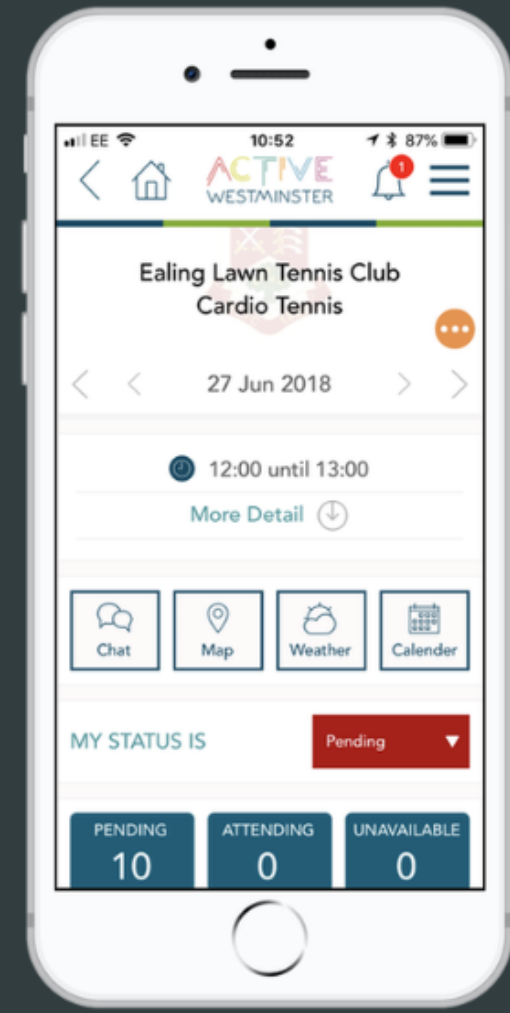 EE 10:52 87%
ACTIVE 1
WESTMINSTER
Ealing Lawn Tennis Club
Cardio Tennis
27 Jun 2018
12:00 until 13:00
More Detail
Chat Map Weather Calender
MY STATUS IS Pending
PENDING ATTENDING UNAVAILABLE
10 0 0